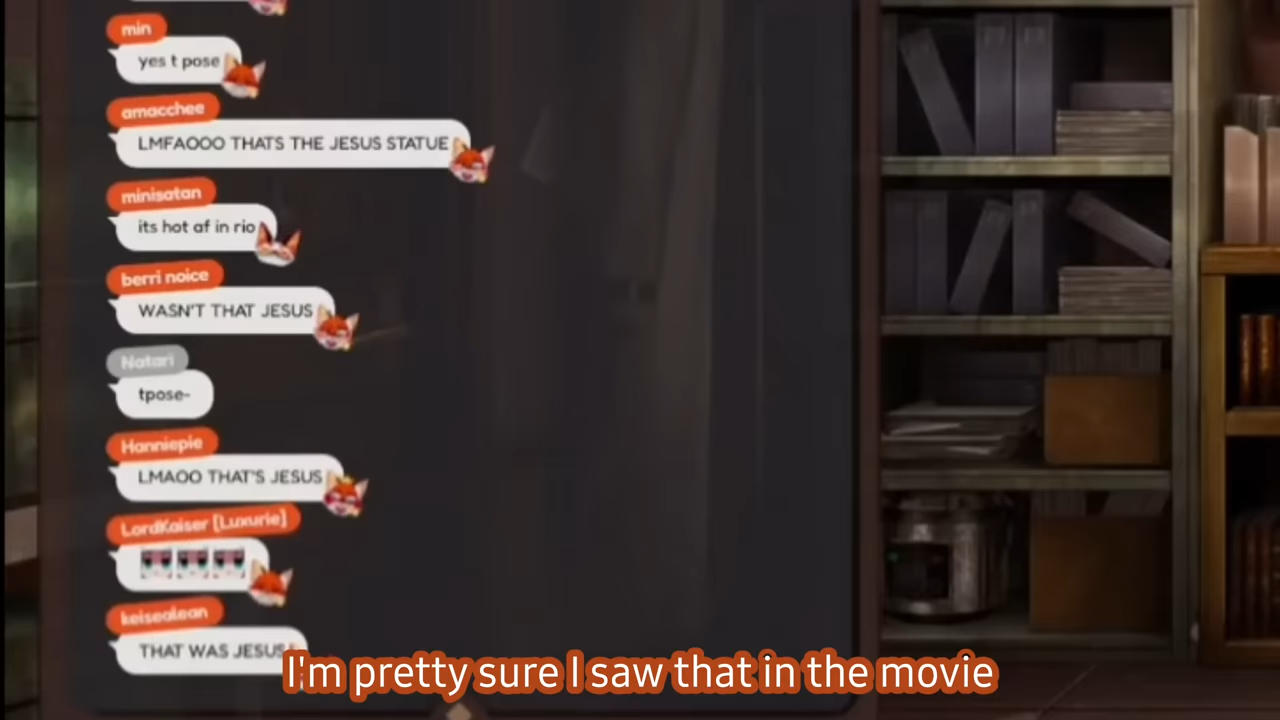 min
yes t pose
amacchee
LMFAOOO THATS THE JESUS STATUE
minisatan
its hot af in rio
berri noice
WASN'T THAT JESUS
Natari
tpose-
Hanniepie
LMAOO THAT'S JESUS
LordKaiser [Luxurie]
keisealean
THAT WAS JESUS
I'm pretty sure I saw that in the movie